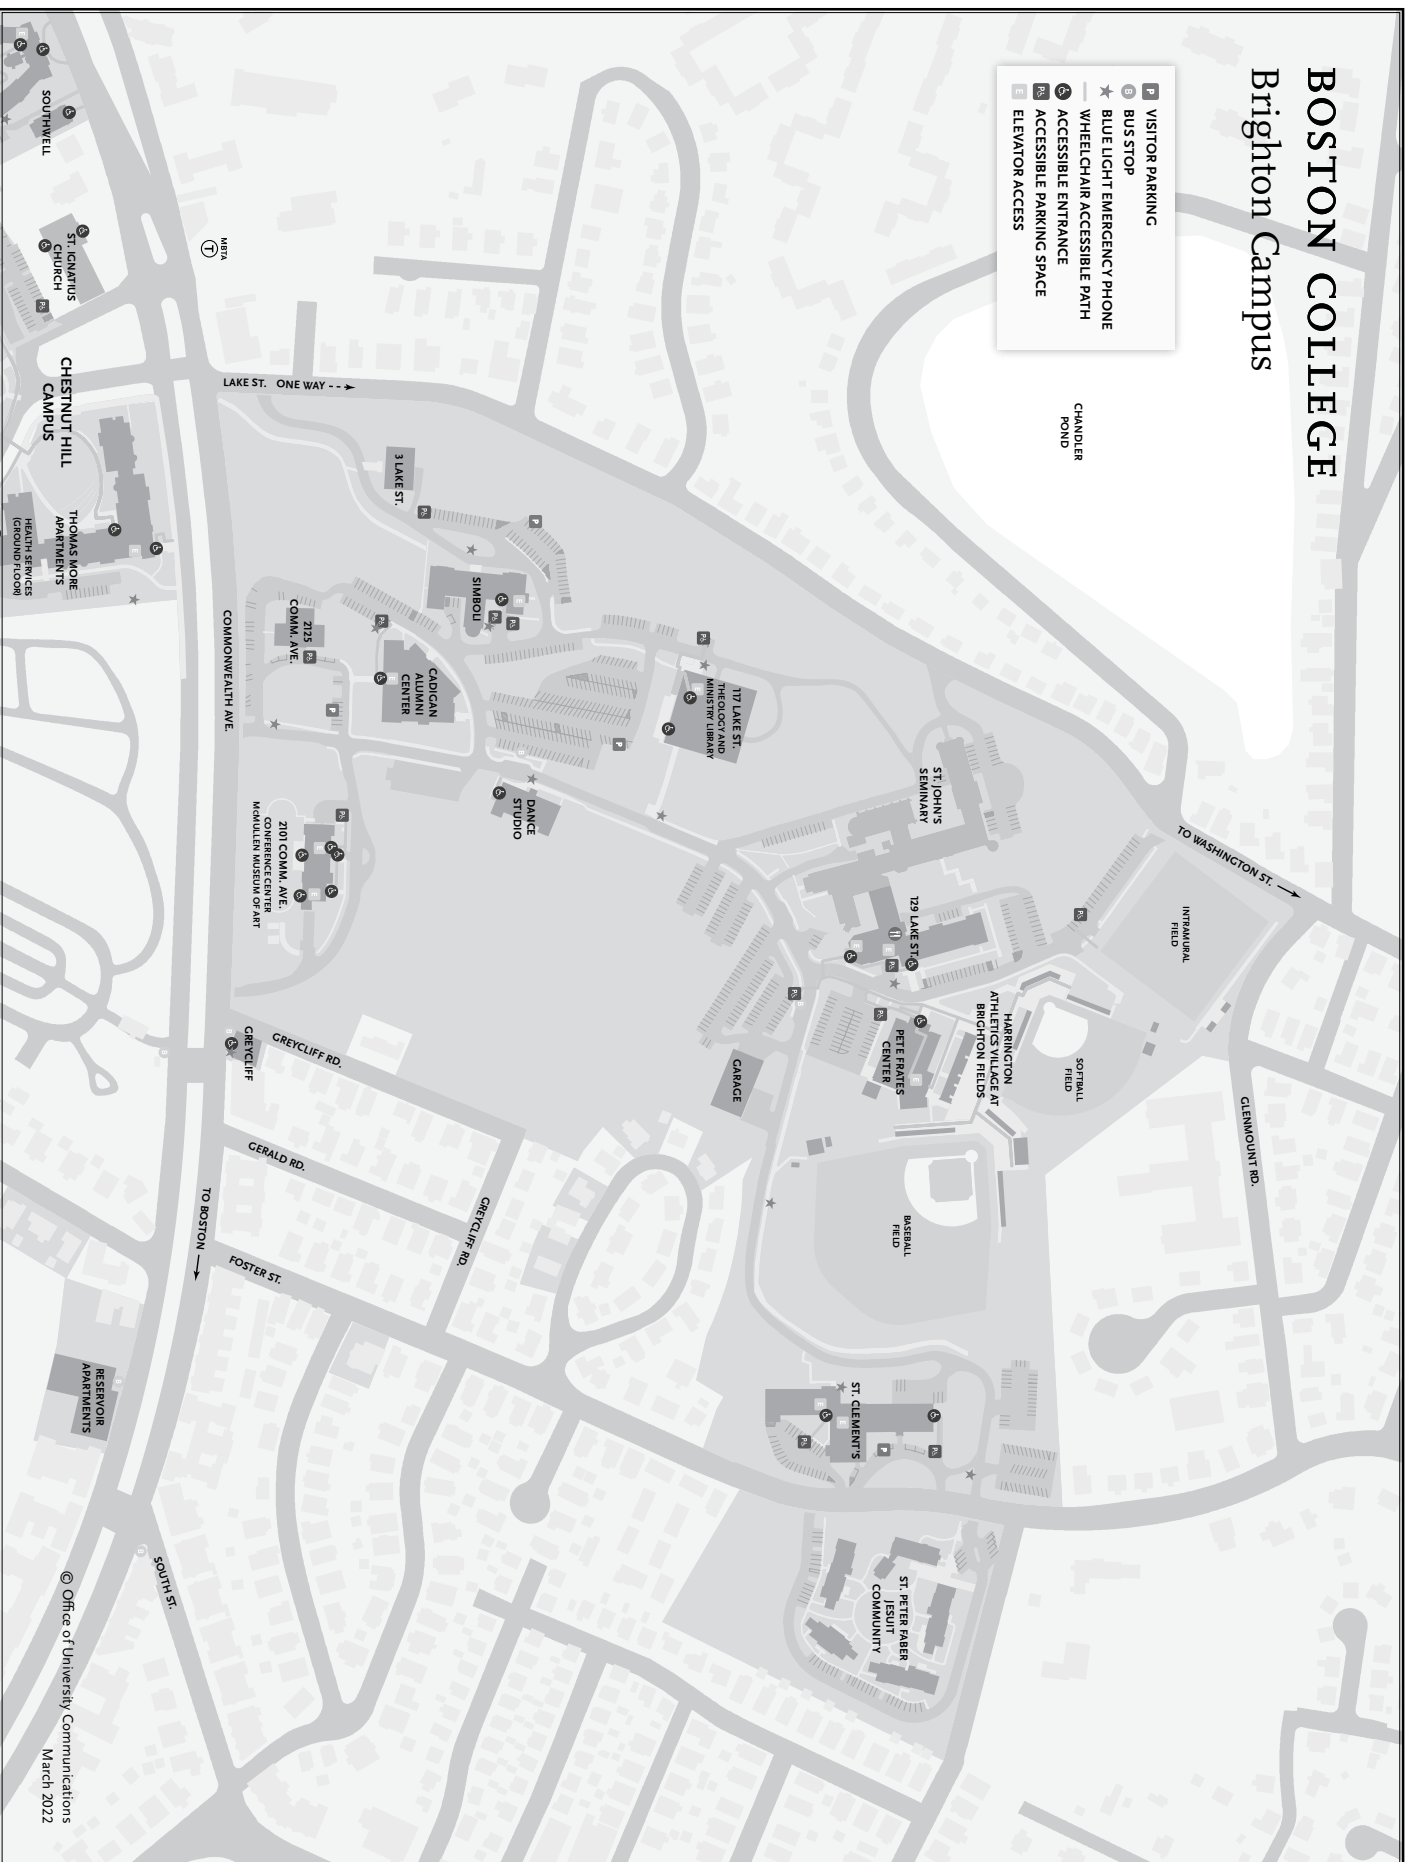 BOSTON COLLEGE
Brighton Campus
P VISITOR PARKING
B BUS STOP
BLUE LIGHT EMERGENCY PHONE
WHEELCHAIR ACCESSIBLE PATH
ACCESSIBLE ENTRANCE
P ACCESSIBLE PARKING SPACE
E ELEVATOR ACCESS
CHANDLER
POND
TO WASHINGTON ST.
INTRAMURAL
FIELD
SOFTBALL
FIELD
GLENMOUNT RD.
HARRINGTON
ATHLETICS VILLAGE AT
BRIGHTON FIELDS
ST. JOHN'S
SEMINARY
129 LAKE ST.
PETE FRATES
CENTER
BASEBALL
FIELD
ST. CLEMENT'S
ST. PETER FABER
JESUIT
COMMUNITY
117 LAKE ST.
THEOLOGY AND
MINISTRY LIBRARY
GARAGE
DANCE
STUDIO
SIMBOLI
CADIGAN
ALUMNI
CENTER
3 LAKE ST.
LAKE ST. ONE WAY
2125
COMM. AVE.
2101 COMM. AVE.
CONFERENCE CENTER
McMULLEN MUSEUM OF ART
GREYCLIFF RD.
GREYCLIFF RD.
GREYCLIFF
GERALD RD.
FOSTER ST.
COMMONWEALTH AVE.
TO BOSTON
MBTA
T
SOUTHWELL
ST. IGNATIUS
CHURCH
CHESTNUT HILL
CAMPUS
THOMAS MORE
APARTMENTS
HEALTH SERVICES
(GROUND FLOOR)
RESERVOIR
APARTMENTS
SOUTH ST.
© Office of University Communications
March 2022